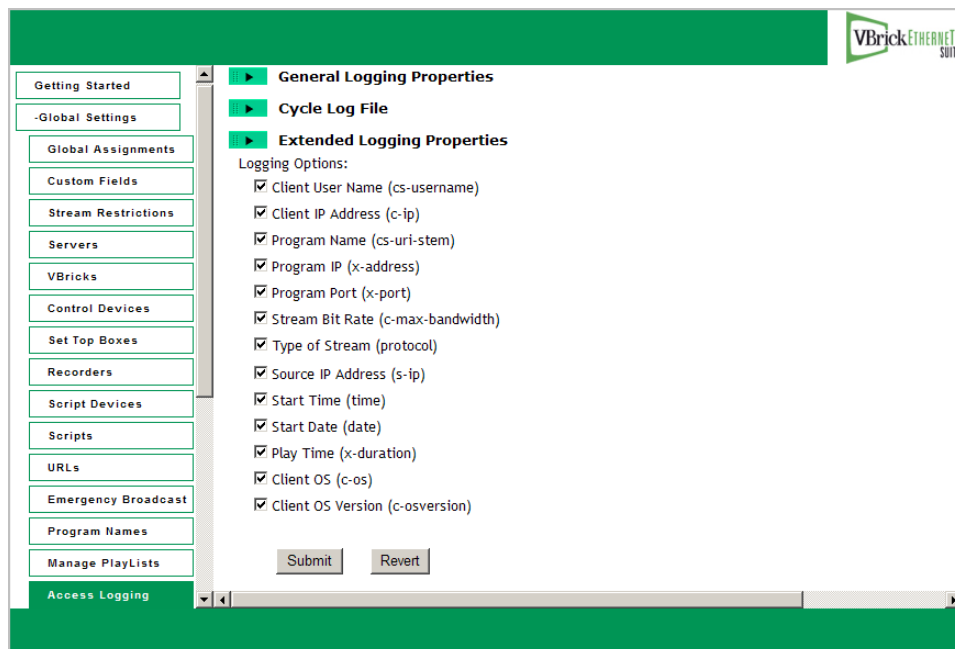 VBrick ETHERNETV
SUITE
Getting Started
-Global Settings
Global Assignments
Custom Fields
Stream Restrictions
Servers
VBricks
Control Devices
Set Top Boxes
Recorders
Script Devices
Scripts
URLs
Emergency Broadcast
Program Names
Manage PlayLists
Access Logging
General Logging Properties
Cycle Log File
Extended Logging Properties
Logging Options:
Client User Name (cs-username)
Client IP Address (c-ip)
Program Name (cs-uri-stem)
Program IP (x-address)
Program Port (x-port)
Stream Bit Rate (c-max-bandwidth)
Type of Stream (protocol)
Source IP Address (s-ip)
Start Time (time)
Start Date (date)
Play Time (x-duration)
Client OS (c-os)
Client OS Version (c-osversion)
Submit Revert